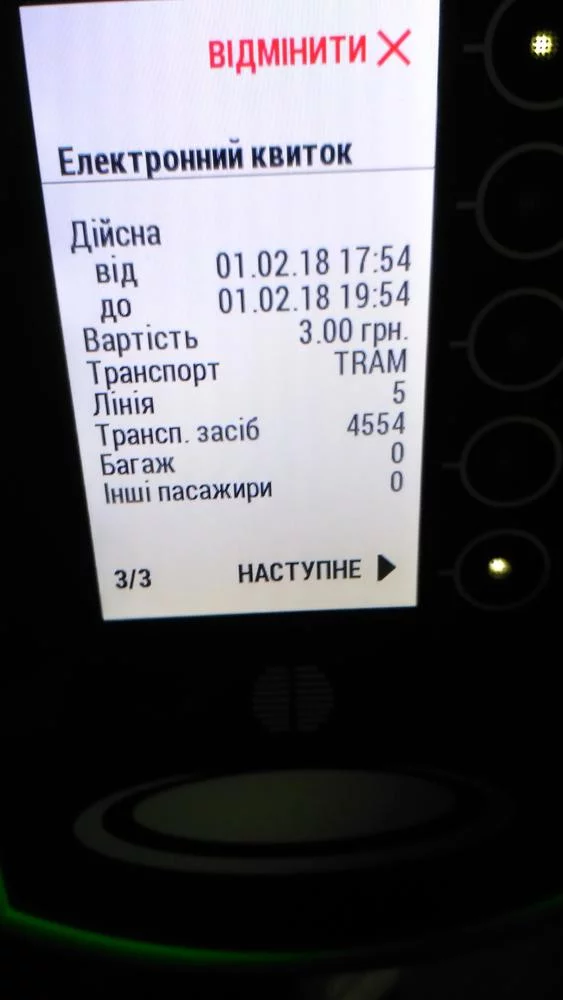 ВІДМІНИТИ X
Електронний квиток
Дійсна
від 01.02.18 17:54
до 01.02.18 19:54
Вартість 3.00 грн.
Транспорт TRAM
Лінія 5
Трансп. засіб 4554
Багаж 0
Інші пасажири 0
3/3 НАСТУПНЕ ▶